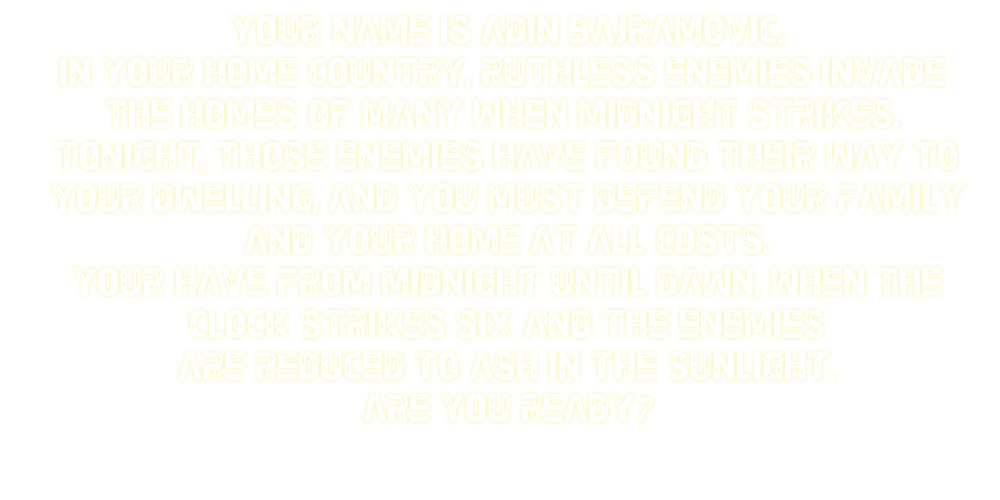 YOUR NAME IS ADIN BAJRAMOVIC.
IN YOUR HOME COUNTRY, RUTHLESS ENEMIES INVADE
THE HOMES OF MANY WHEN MIDNIGHT STRIKES.
TONIGHT, THOSE ENEMIES HAVE FOUND THEIR WAY TO
YOUR DWELLING, AND YOU MUST DEFEND YOUR FAMILY
AND YOUR HOME AT ALL COSTS.
YOUR HAVE FROM MIDNIGHT UNTIL DAWN, WHEN THE
CLOCK STRIKES SIX AND THE ENEMIES
ARE REDUCED TO ASH IN THE SUNLIGHT.
ARE YOU READY?